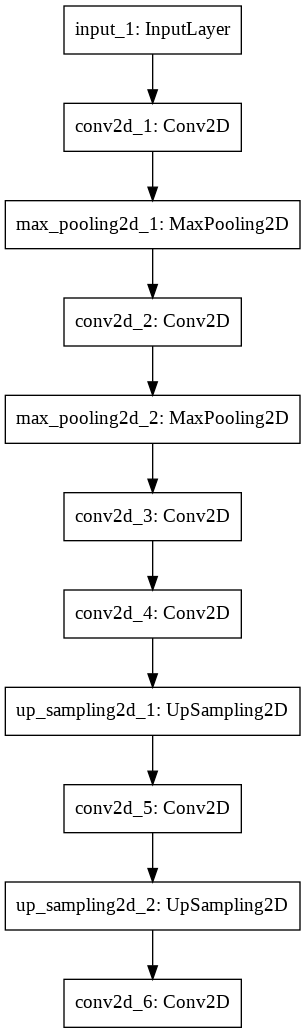 input_1: InputLayer
conv2d_1: Conv2D
max_pooling2d_1: MaxPooling2D
conv2d_2: Conv2D
max_pooling2d_2: MaxPooling2D
conv2d_3: Conv2D
conv2d_4: Conv2D
up_sampling2d_1: UpSampling2D
conv2d_5: Conv2D
up_sampling2d_2: UpSampling2D
conv2d_6: Conv2D